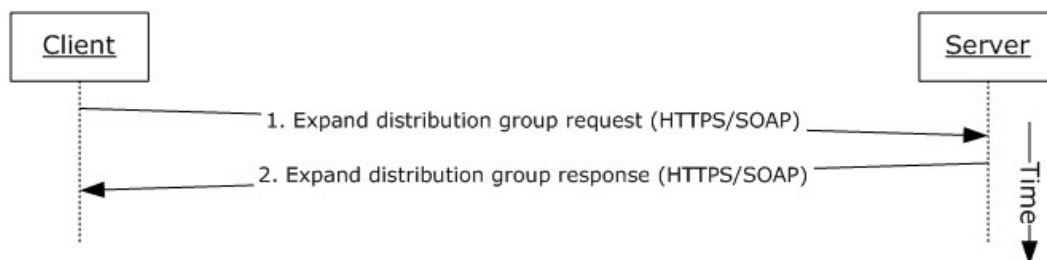 Client
Server
1. Expand distribution group request (HTTPS/SOAP)
2. Expand distribution group response (HTTPS/SOAP)
Time